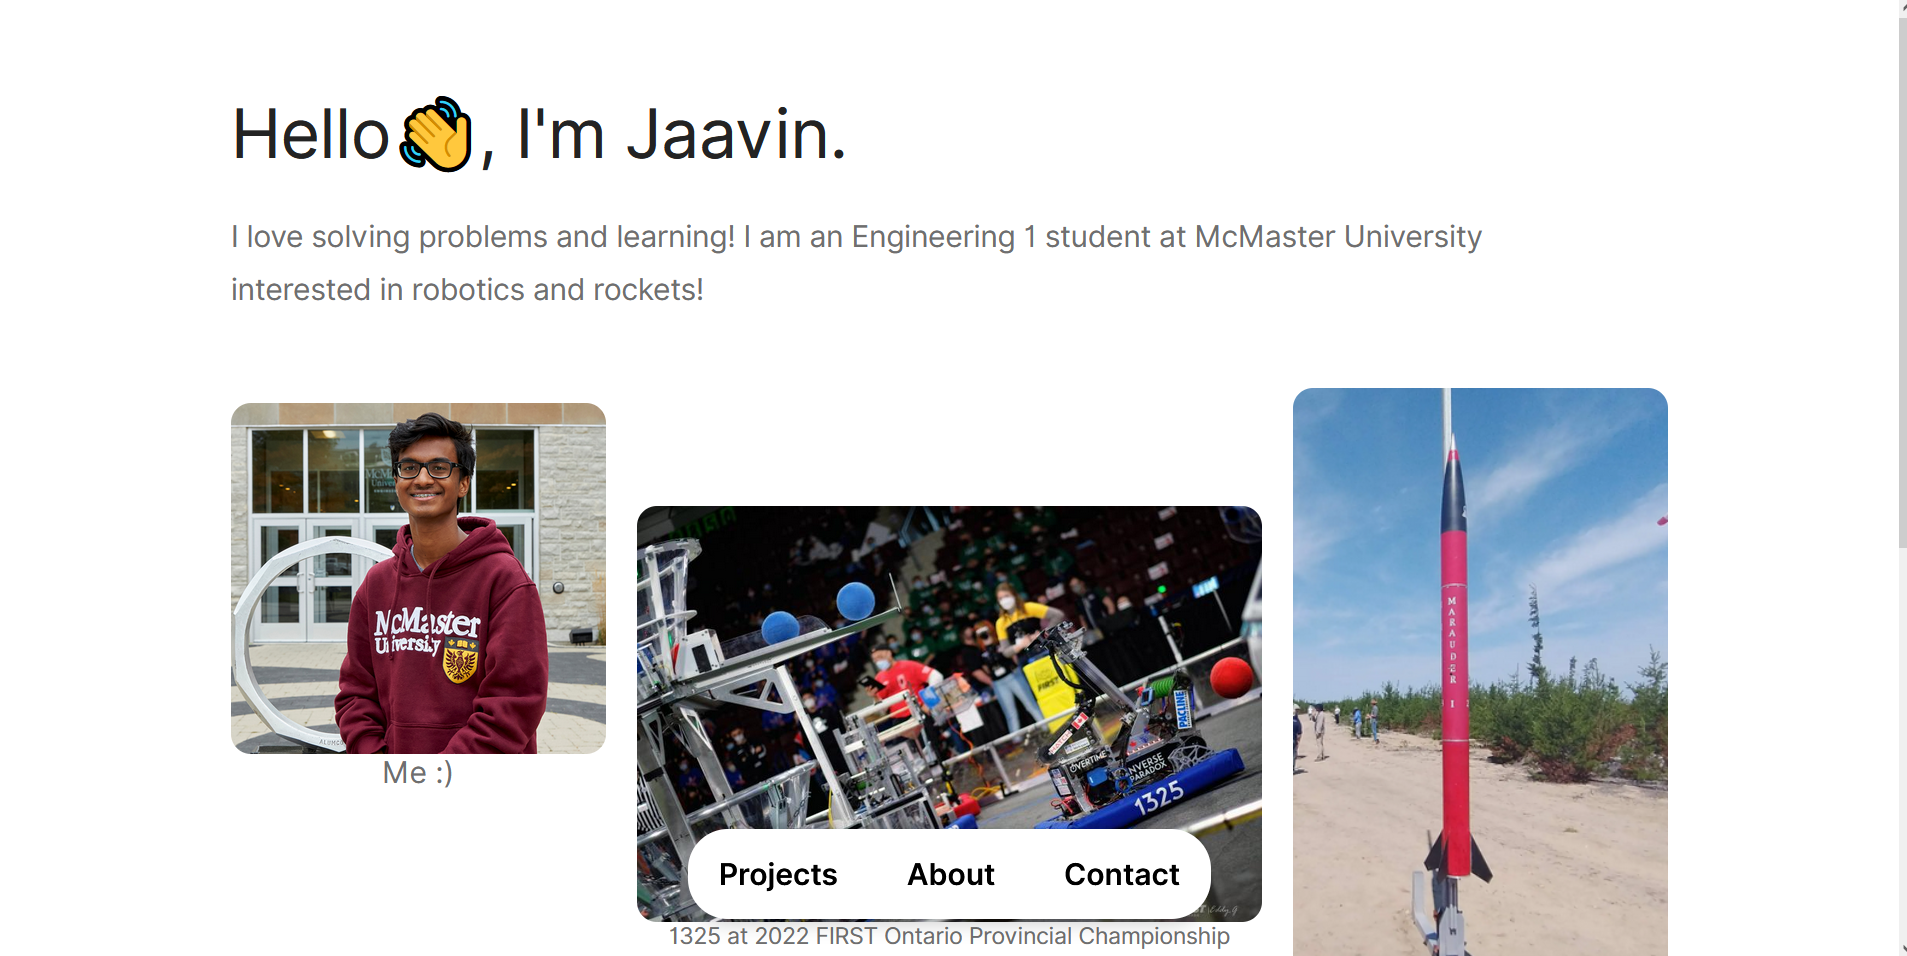 Hello👋, I'm Jaavin.
I love solving problems and learning! I am an Engineering 1 student at McMaster University
interested in robotics and rockets!
McMaster
University
Me :)
FIRST
PACLINE
OVERTIME
INVERSE
PARADOX
1325
Projects
About
Contact
1325 at 2022 FIRST Ontario Provincial Championship
MARAUDER